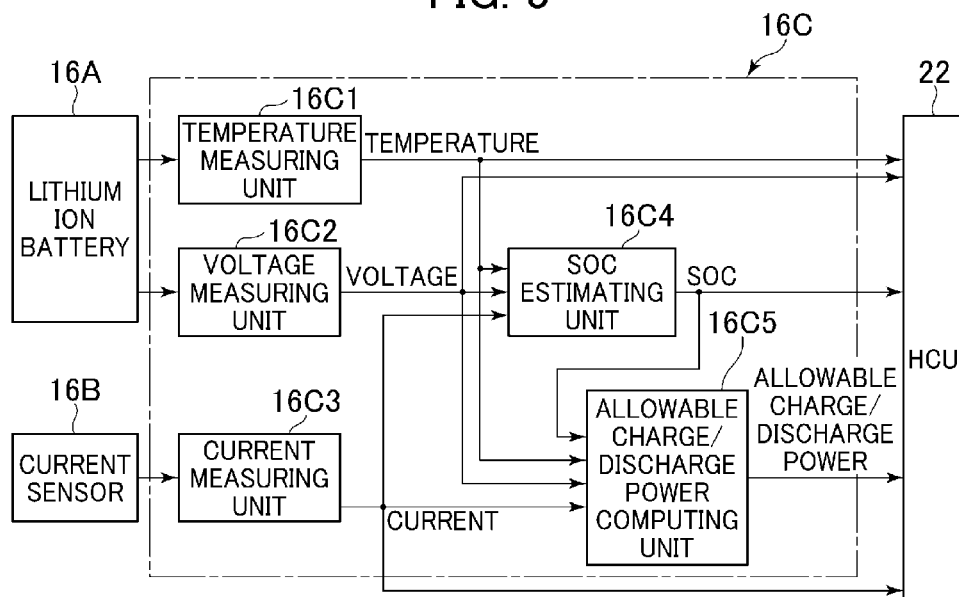 FIG.
16C
16A
22
16C1
TEMPERATURE
MEASURING
UNIT
TEMPERATURE
LITHIUM
ION
BATTERY
16C2
VOLTAGE
MEASURING
UNIT
VOLTAGE
16C4
SOC
ESTIMATING
UNIT
SOC
16C5
HCU
16B
CURRENT
SENSOR
16C3
CURRENT
MEASURING
UNIT
CURRENT
ALLOWABLE
CHARGE/
DISCHARGE
POWER
COMPUTING
UNIT
ALLOWABLE
CHARGE/
DISCHARGE
POWER